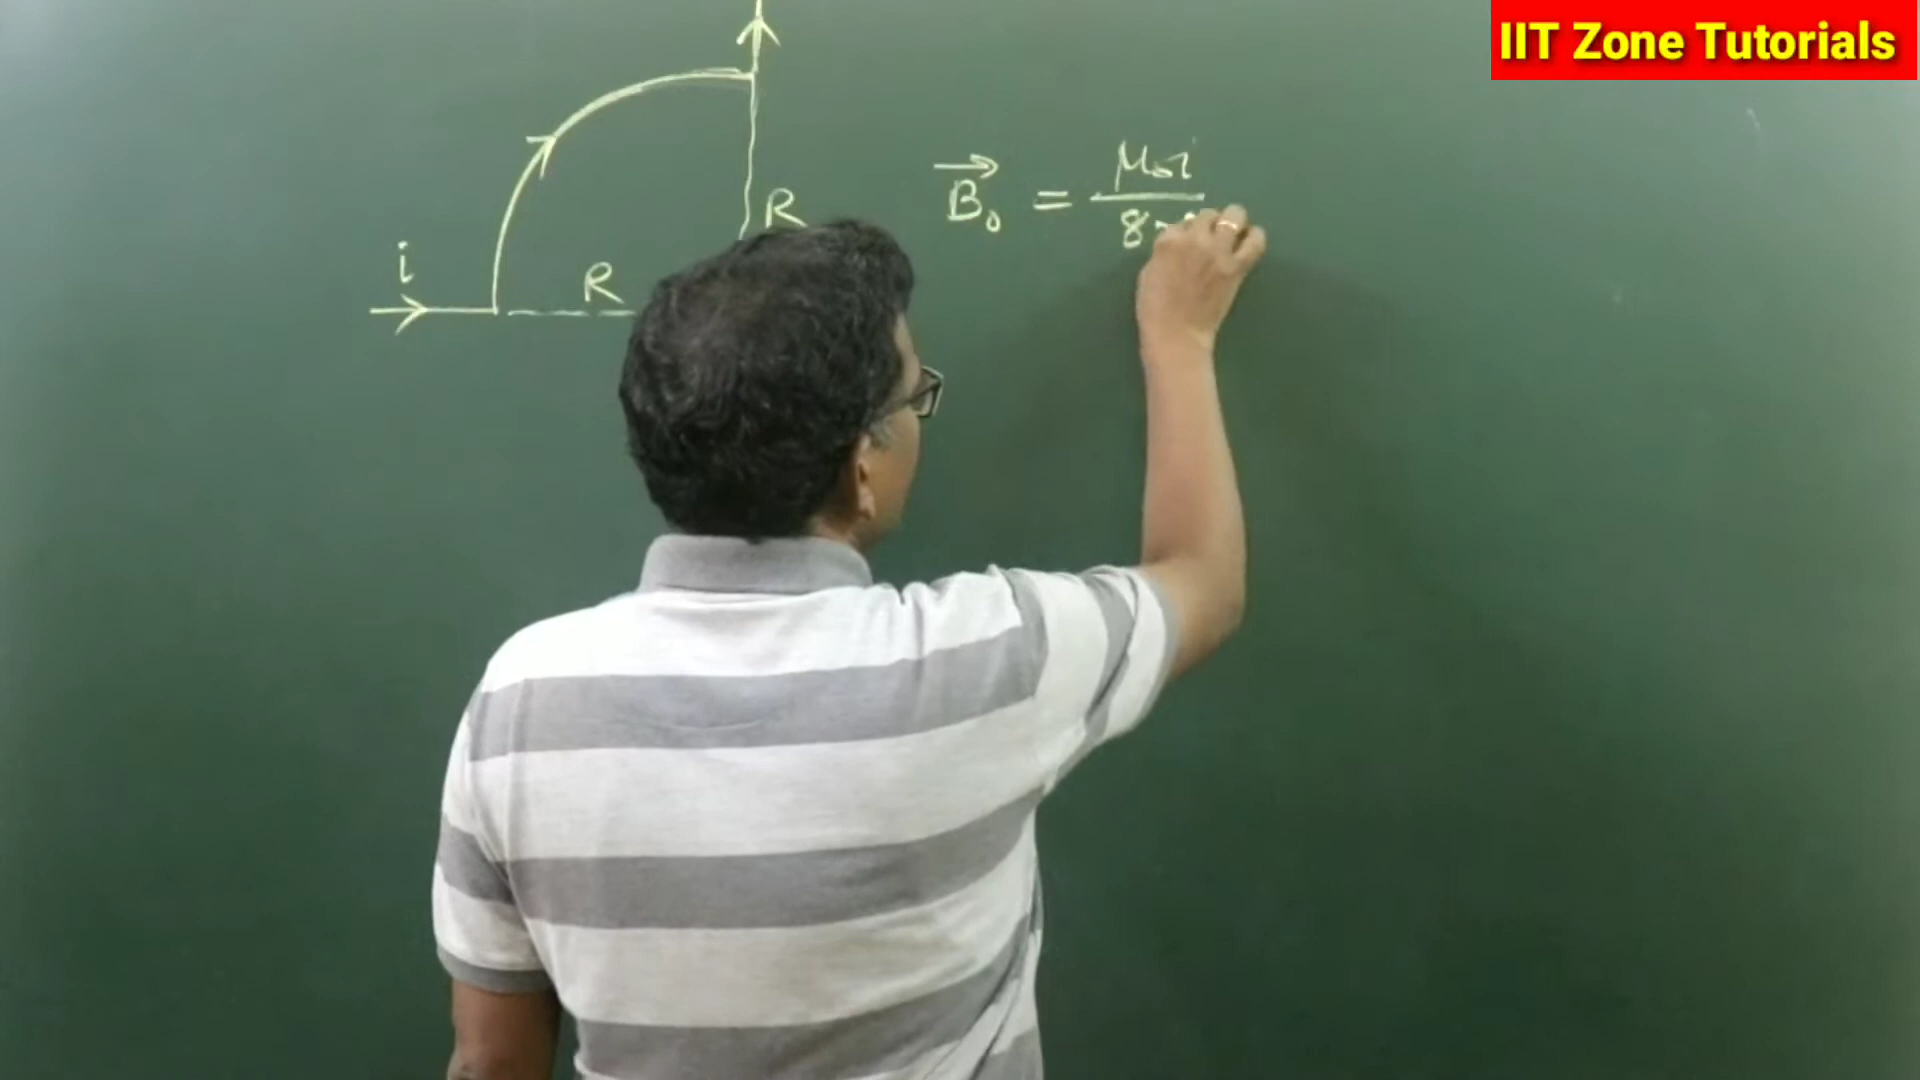 IIT Zone Tutorials
R
B₀ = μ₀i / 8
i
R